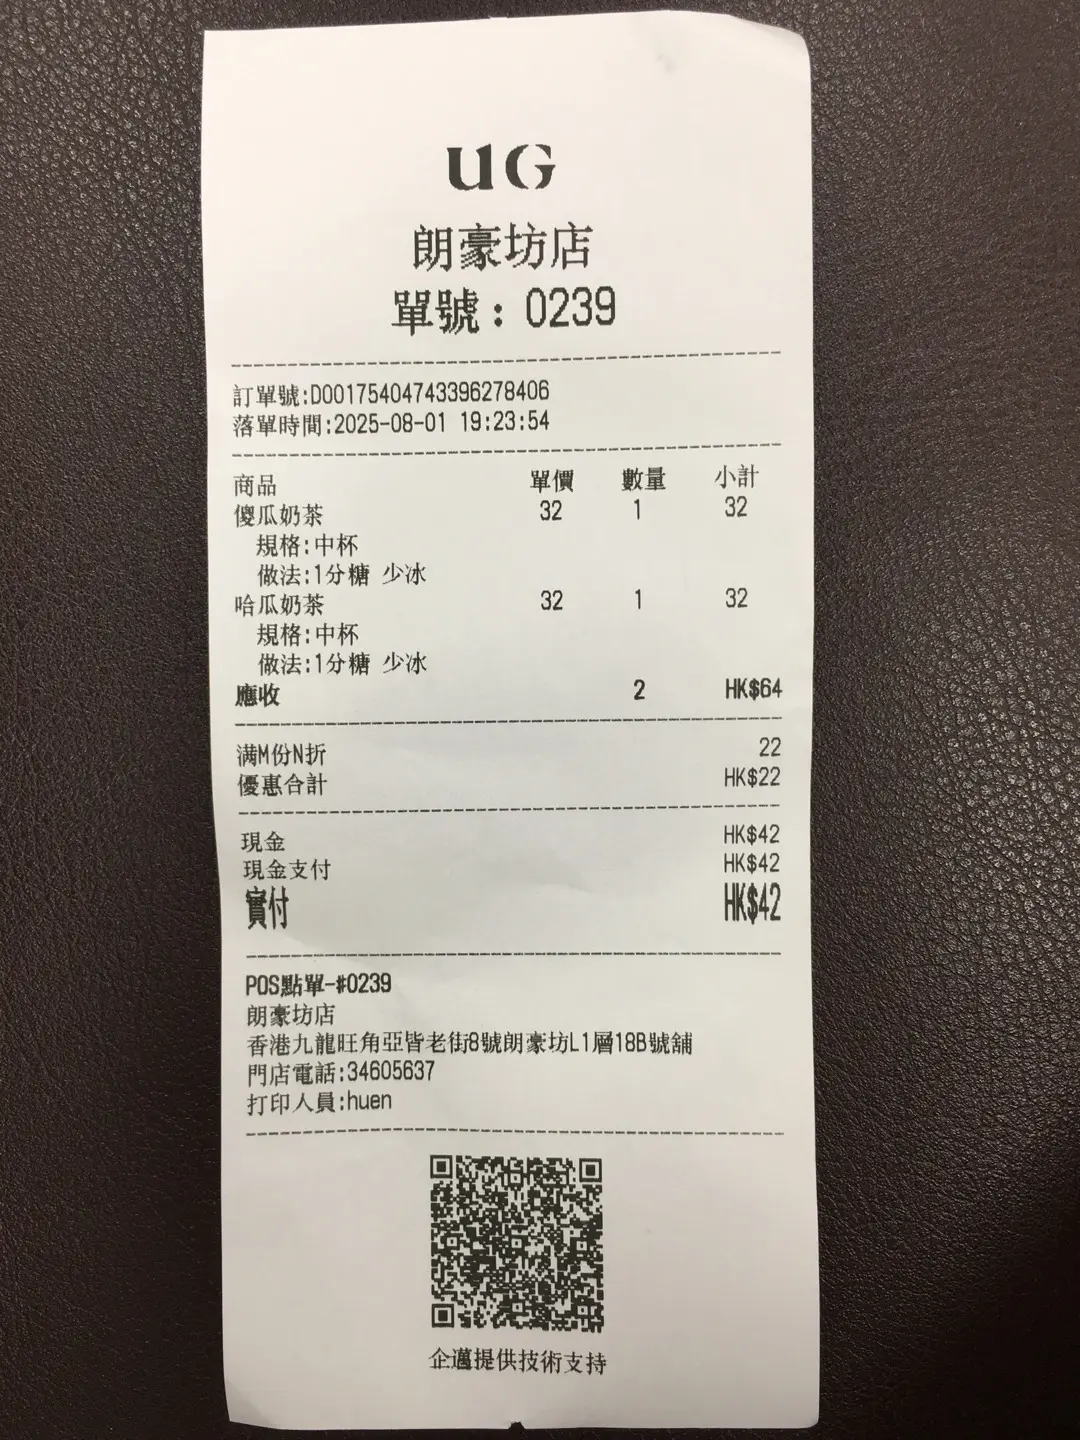 UG
朗豪坊店
單號：0239
訂單號:D00175404743396278406
落單時間:2025-08-01 19:23:54
商品 單價 數量 小計
傻瓜奶茶 32 1 32
規格:中杯
做法:1分糖 少冰
哈瓜奶茶 32 1 32
規格:中杯
做法:1分糖 少冰
應收 2 HK$64
满M份N折 22
優惠合計 HK$22
現金 HK$42
現金支付 HK$42
實付 HK$42
POS點單-#0239
朗豪坊店
香港九龍旺角亞皆老街8號朗豪坊L1層18B號舖
門店電話:34605637
打印人員:huen
企邁提供技術支持